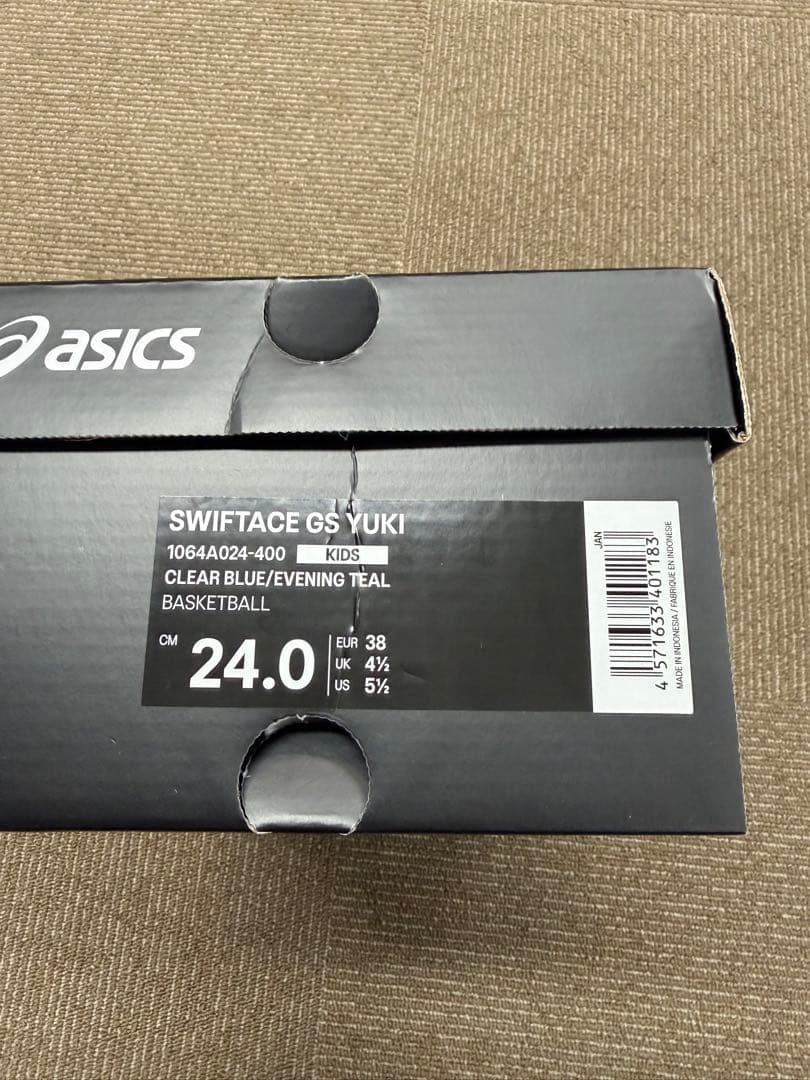 asics
SWIFTACE GS YUKI
1064A024-400 KIDS
CLEAR BLUE/EVENING TEAL
BASKETBALL
CM 24.0
EUR 38
UK 4½
US 5½
JAN
4 571633 401183
MADE IN INDONESIA / FABRIQUE EN INDONESIE